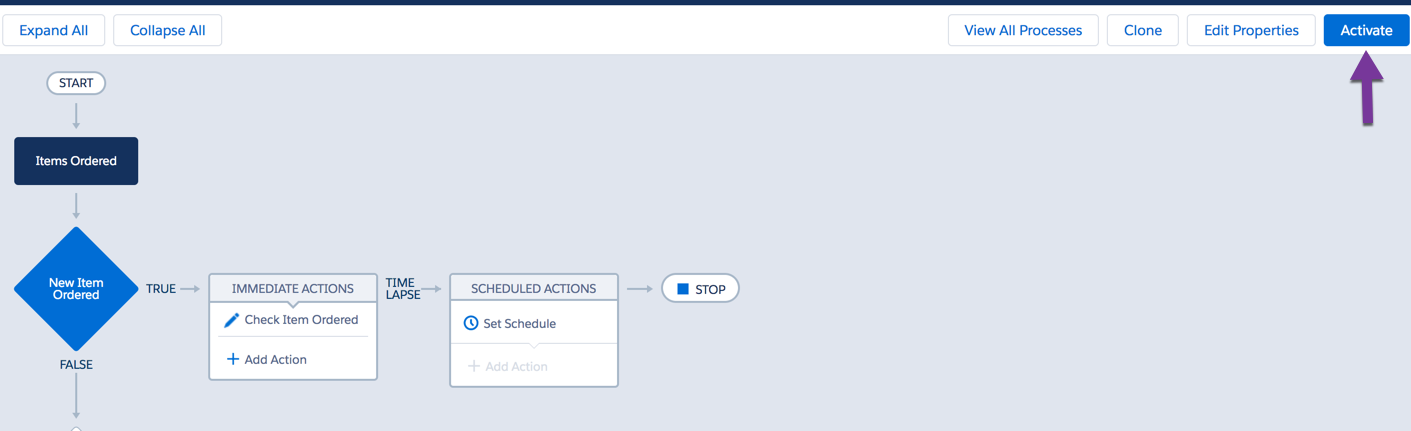 Expand All
Collapse All
View All Processes
Clone
Edit Properties
Activate
START
Items Ordered
New Item
Ordered
TRUE
IMMEDIATE ACTIONS
Check Item Ordered
Add Action
TIME
LAPSE
SCHEDULED ACTIONS
Set Schedule
Add Action
STOP
FALSE